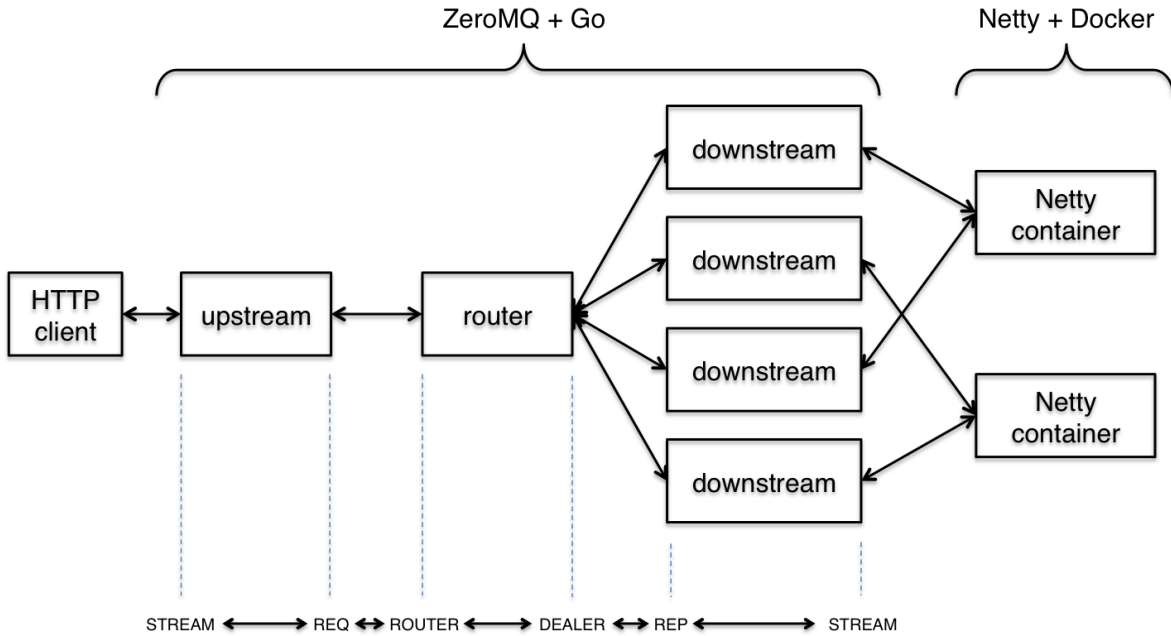 ZeroMQ + Go
Netty + Docker
HTTP
client
upstream
router
downstream
downstream
downstream
downstream
Netty
container
Netty
container
STREAM
REQ
ROUTER
DEALER
REP
STREAM